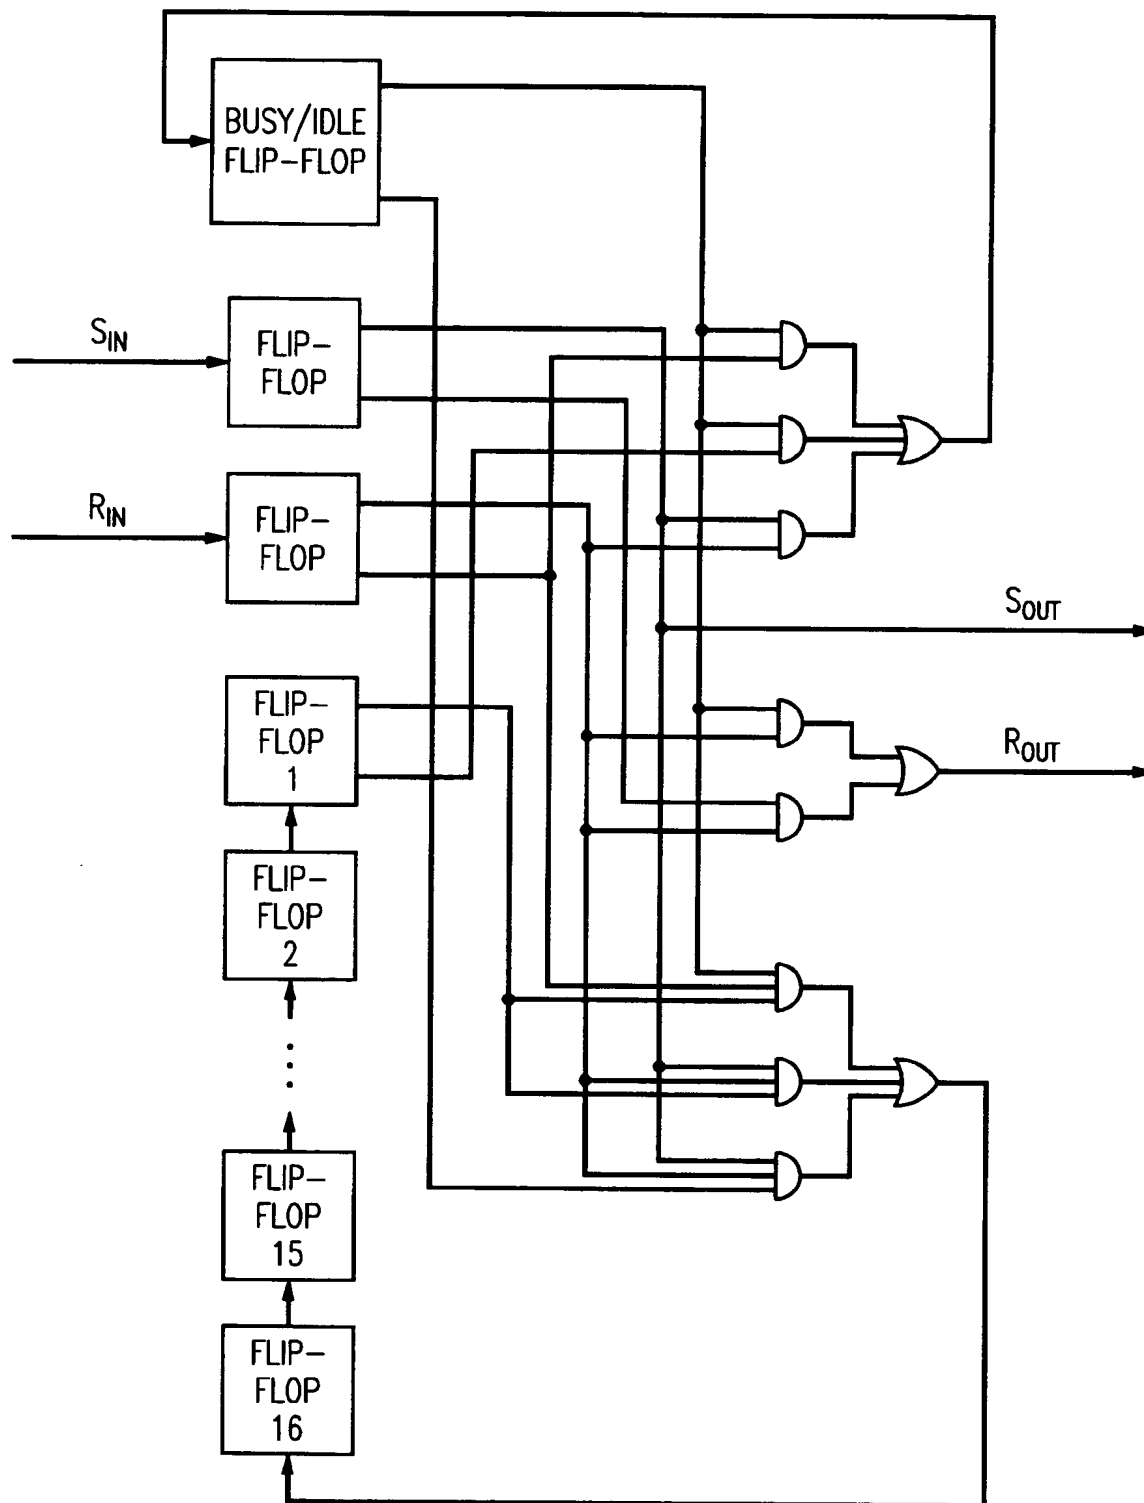 BUSY/IDLE
FLIP-FLOP
S_IN
FLIP-
FLOP
R_IN
FLIP-
FLOP
S_OUT
FLIP-
FLOP
1
R_OUT
FLIP-
FLOP
2
FLIP-
FLOP
15
FLIP-
FLOP
16